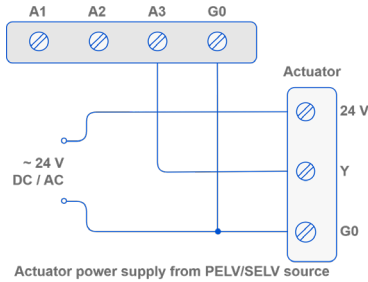 A1 A2 A3 G0
Actuator
24 V
~ 24 V
DC / AC
Y
G0
Actuator power supply from PELV/SELV source